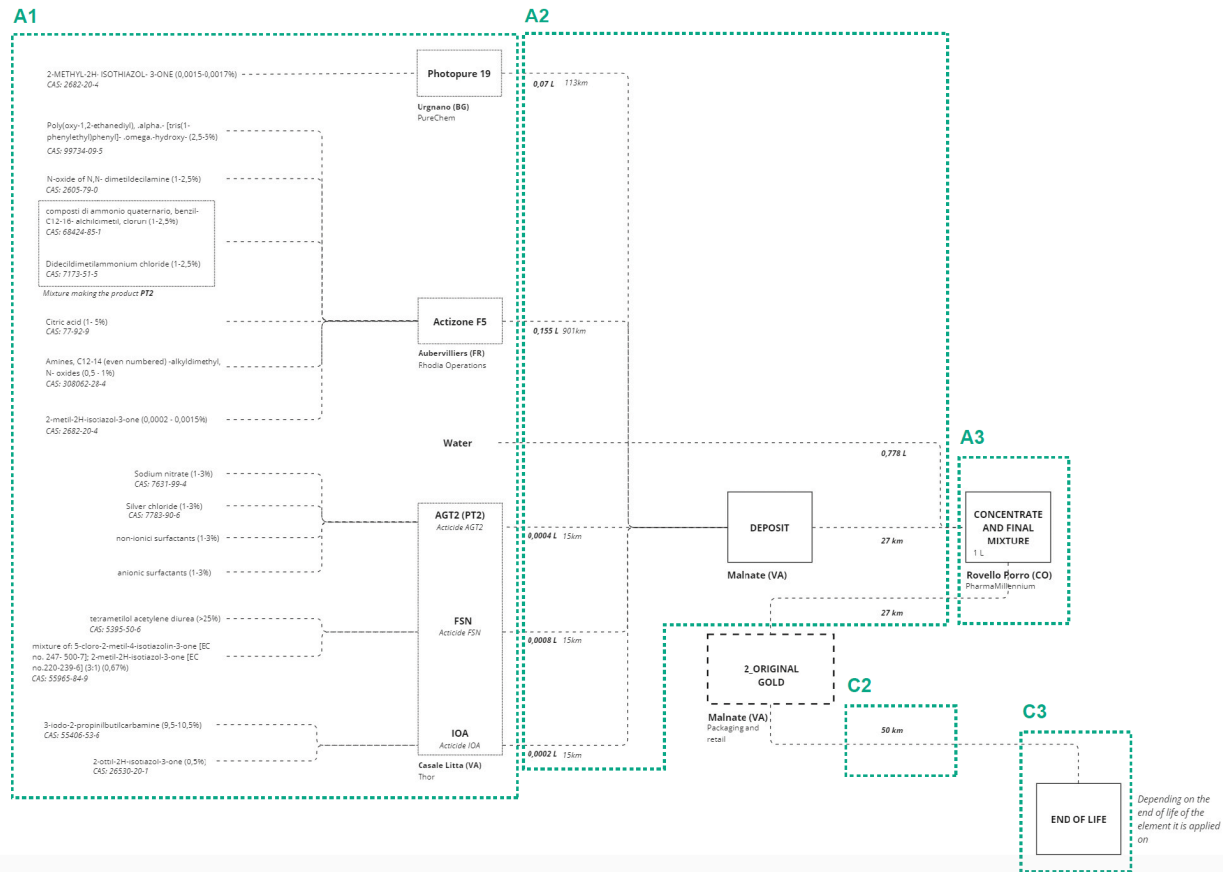 A1
A2
2-METHYL-2H- ISOTHIAZOL- 3-ONE (0,0015-0,0017%)
CAS: 2682-20-4
Photopure 19
Urgnano (BG)
PureChem
0,07 L 113km
Poly(oxy-1,2-ethanediyl), .alpha.- [tris(1-
phenylethyl)phenyl]- .omega.-hydroxy- (2,5-5%)
CAS: 99734-09-5
N-oxide of N,N- dimetildecilamine (1-2,5%)
CAS: 2605-79-0
composti di ammonio quaternario, benzil-
C12-16- alchilcimetil, cloruri (1-2,5%)
CAS: 68424-85-1
Didecildimetilammonium chloride (1-2,5%)
CAS: 7173-51-5
Mixture making the product PT2
Citric acid (1- 5%)
CAS: 77-92-9
Actizone F5
Aubervilliers (FR)
Rhodia Operations
0,155 L 901km
Amines, C12-14 (even numbered) -alkyldimethyl,
N- oxides (0,5 - 1%)
CAS: 308062-28-4
2-metil-2H-isotiazol-3-one (0,0002 - 0,0015%)
CAS: 2682-20-4
Water
0,778 L
A3
Sodium nitrate (1-3%)
CAS: 7631-99-4
Silver chloride (1-3%)
CAS: 7783-90-6
non-ionici surfactants (1-3%)
anionic surfactants (1-3%)
AGT2 (PT2)
Acticide AGT2
0,0004 L 15km
DEPOSIT
Malnate (VA)
27 km
CONCENTRATE
AND FINAL
MIXTURE
1 L
Rovello Porro (CO)
PharmaMillennium
27 km
tetrametilol acetylene diurea (>25%)
CAS: 5395-50-6
mixture of: 5-cloro-2-metil-4-isotiazolin-3-one [EC
no. 247- 500-7]; 2-metil-2H-isotiazol-3-one [EC
no.220-239-6] (3:1) (0,67%)
CAS: 55965-84-9
FSN
Acticide FSN
0,0008 L 15km
2_ORIGINAL
GOLD
Malnate (VA)
Packaging and
retail
C2
50 km
C3
3-iodo-2-propinilbutilcarbamine (9,5-10,5%)
CAS: 55406-53-6
2-ottil-2H-isotiazol-3-one (0,5%)
CAS: 26530-20-1
IOA
Acticide IOA
Casale Litta (VA)
Thor
0,0002 L 15km
END OF LIFE
Depending on the
end of life of the
element it is applied
on